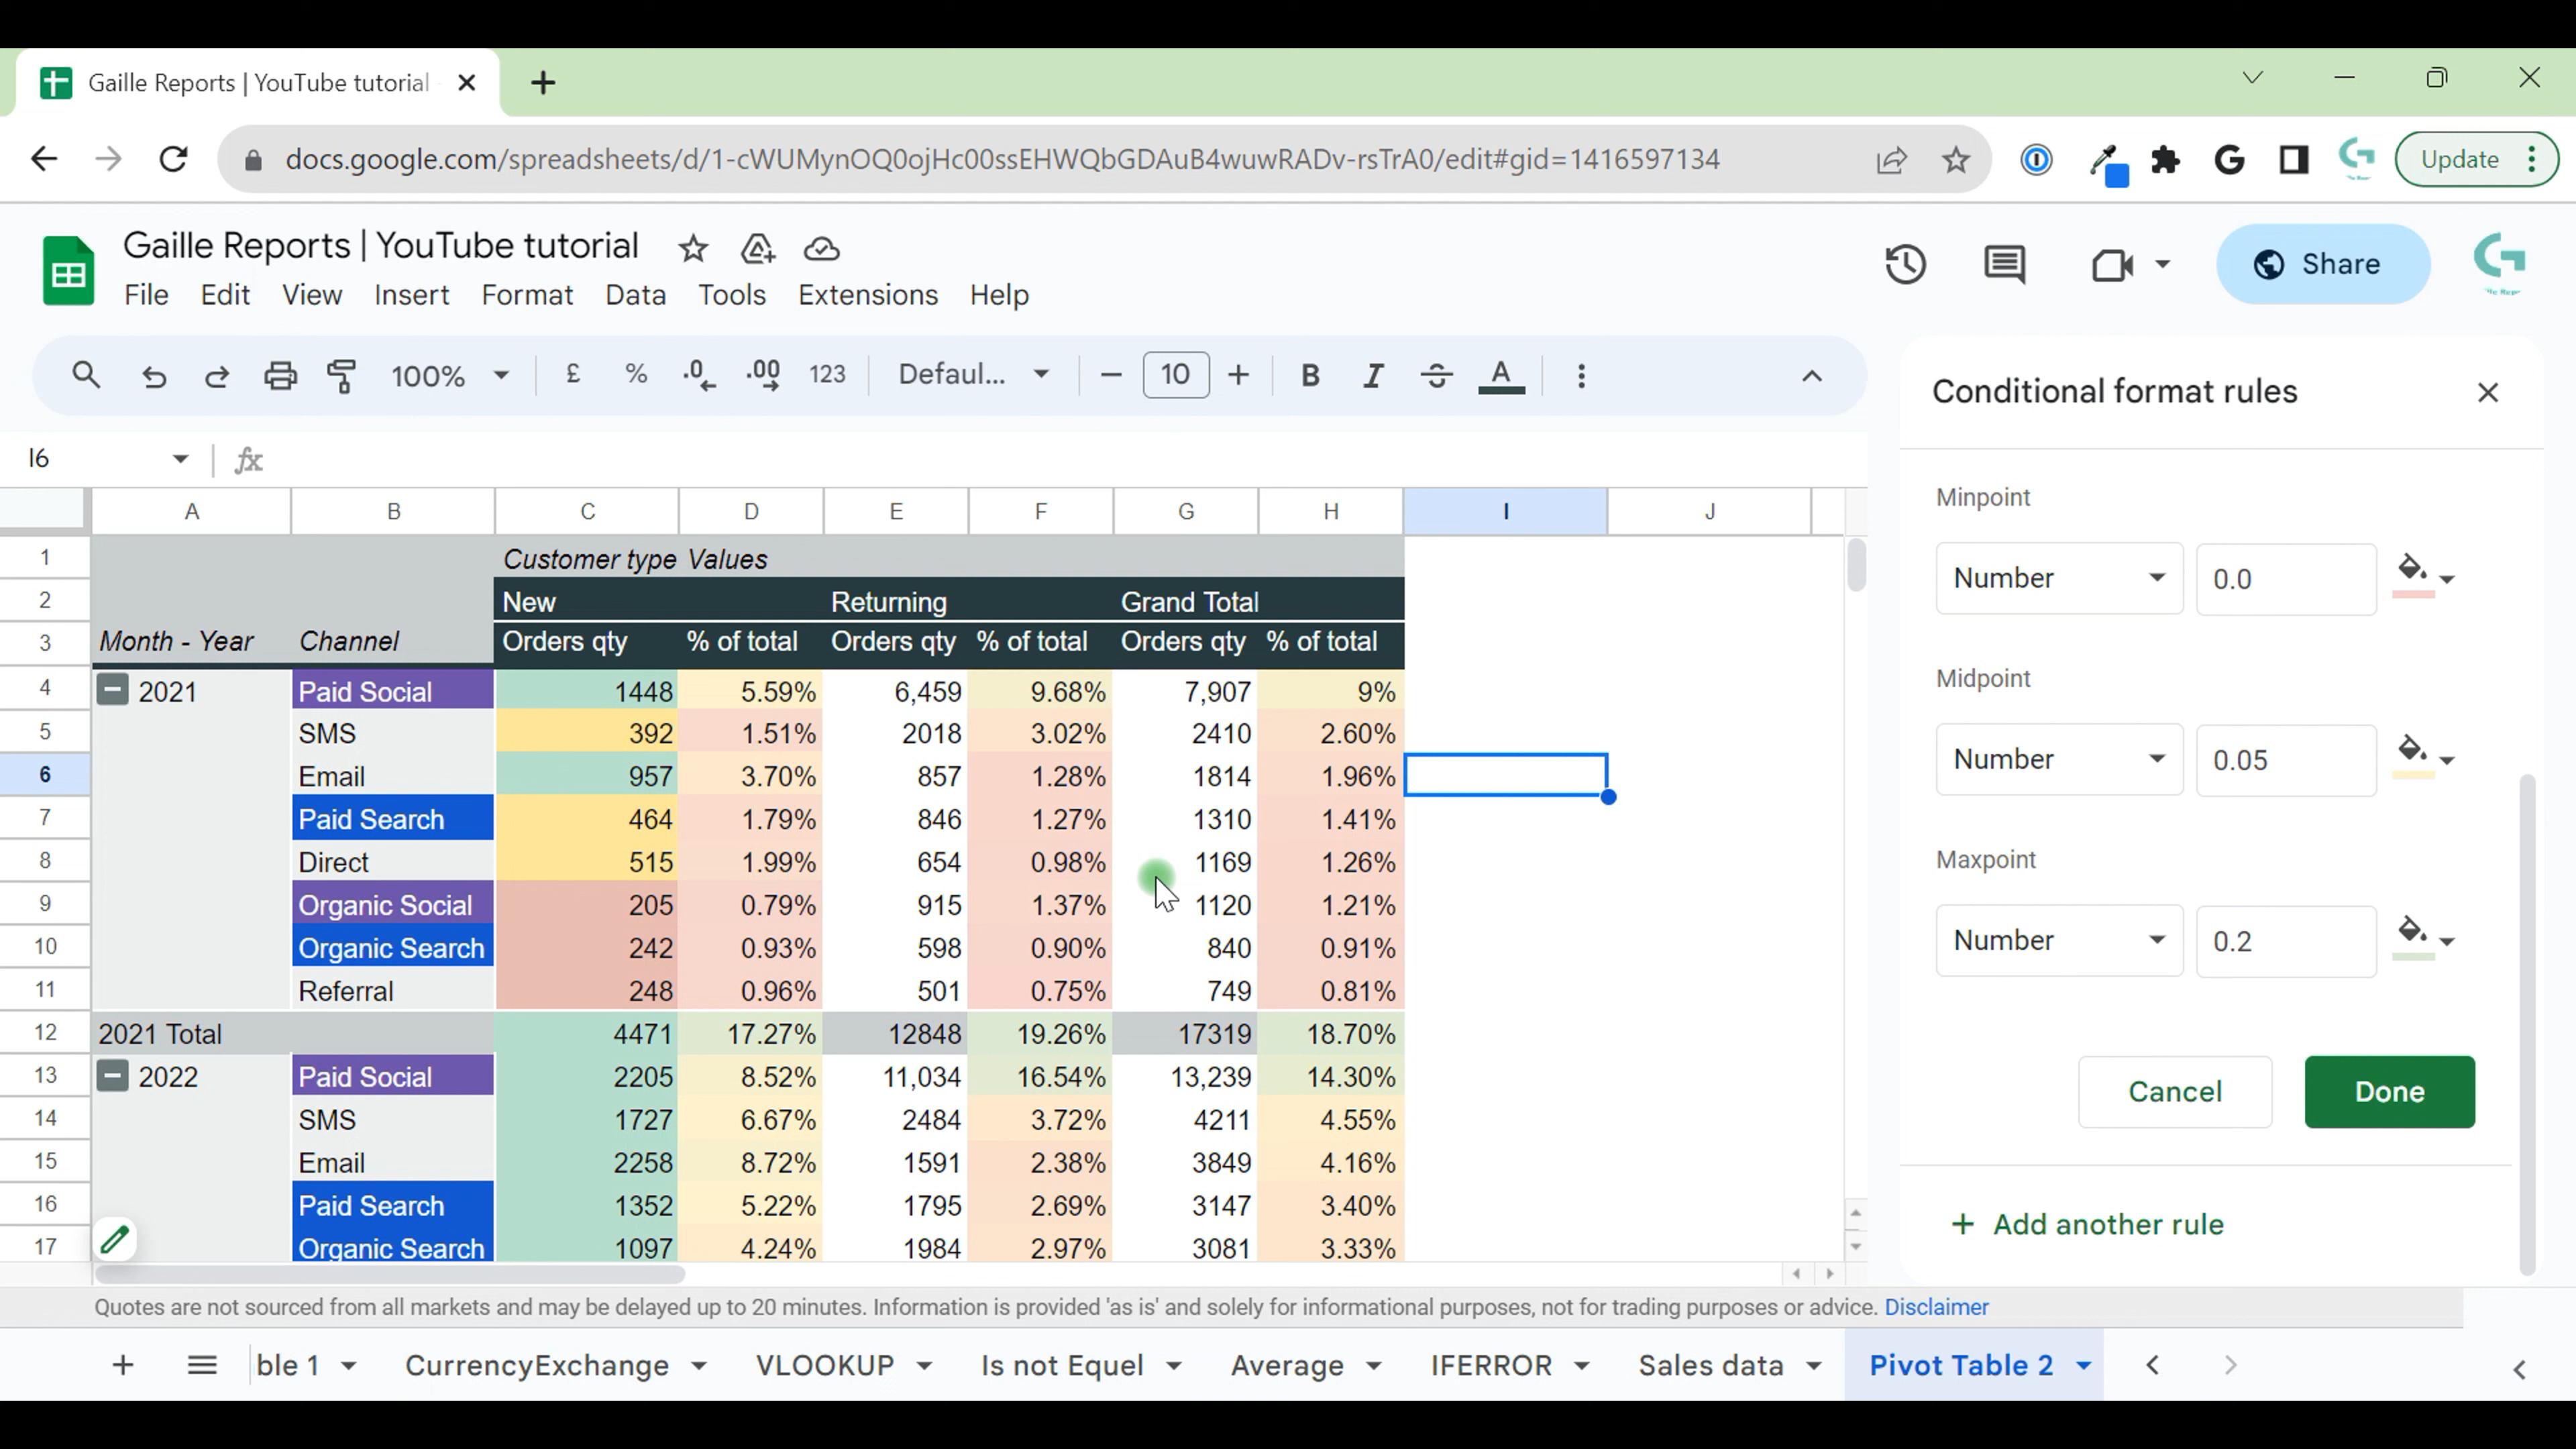 Gaille Reports | YouTube tutorial
docs.google.com/spreadsheets/d/1-cWUMynOQ0ojHc00ssEHWQbGDAuB4wuwRADv-rsTrA0/edit#gid=1416597134
Update
Gaille Reports | YouTube tutorial
File Edit View Insert Format Data Tools Extensions Help
Share
100% £ % .0 .00 123 Defaul... 10 B I A
Conditional format rules
I6 fx
A B C D E F G H I J
1 Customer type Values
2 New Returning Grand Total
3 Month - Year Channel Orders qty % of total Orders qty % of total Orders qty % of total
4 2021 Paid Social 1448 5.59% 6,459 9.68% 7,907 9%
5 SMS 392 1.51% 2018 3.02% 2410 2.60%
6 Email 957 3.70% 857 1.28% 1814 1.96%
7 Paid Search 464 1.79% 846 1.27% 1310 1.41%
8 Direct 515 1.99% 654 0.98% 1169 1.26%
9 Organic Social 205 0.79% 915 1.37% 1120 1.21%
10 Organic Search 242 0.93% 598 0.90% 840 0.91%
11 Referral 248 0.96% 501 0.75% 749 0.81%
12 2021 Total 4471 17.27% 12848 19.26% 17319 18.70%
13 2022 Paid Social 2205 8.52% 11,034 16.54% 13,239 14.30%
14 SMS 1727 6.67% 2484 3.72% 4211 4.55%
15 Email 2258 8.72% 1591 2.38% 3849 4.16%
16 Paid Search 1352 5.22% 1795 2.69% 3147 3.40%
17 Organic Search 1097 4.24% 1984 2.97% 3081 3.33%
Minpoint
Number 0.0
Midpoint
Number 0.05
Maxpoint
Number 0.2
Cancel Done
+ Add another rule
Quotes are not sourced from all markets and may be delayed up to 20 minutes. Information is provided 'as is' and solely for informational purposes, not for trading purposes or advice. Disclaimer
ble 1 CurrencyExchange VLOOKUP Is not Equel Average IFERROR Sales data Pivot Table 2